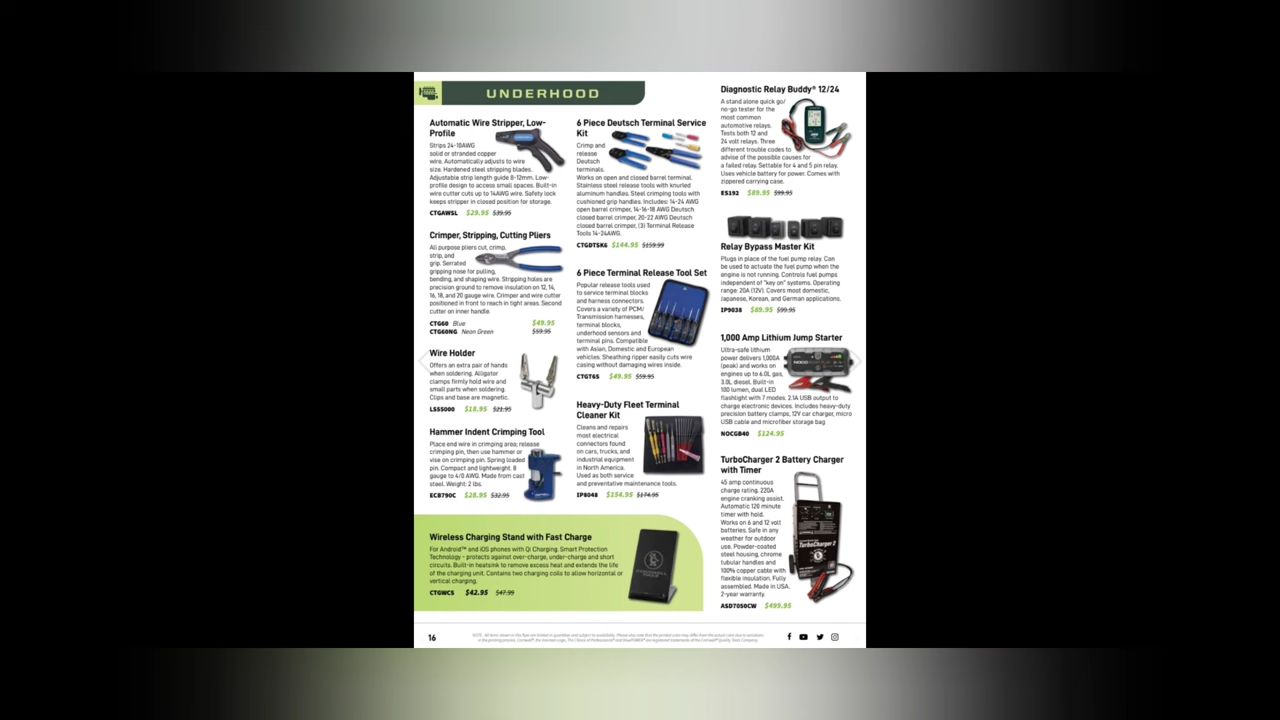 UNDERHOOD
Automatic Wire Stripper, Low-
Profile
Strips 24-10AWG
solid or stranded copper
wire. Automatically adjusts to wire
size. Hardened steel stripping blades.
Adjustable strip length guide 8-12mm. Low-
profile design to access small spaces. Built-in
wire cutter cuts up to 14AWG wire. Safety lock
keeps stripper in closed position for storage.
CTGAWSL $29.95 $39.95
Crimper, Stripping, Cutting Pliers
All purpose pliers cut, crimp,
strip, and
grip. Serrated
gripping nose for pulling,
bending, and shaping wire. Stripping holes are
precision ground to remove insulation on 12, 14,
16, 18, and 20 gauge wire. Crimper and wire cutter
positioned in front to reach in tight areas. Second
cutter on inner handle.
CTG60 Blue $49.95
CTG60NG Neon Green $59.95
Wire Holder
Offers an extra pair of hands
when soldering. Alligator
clamps firmly hold wire and
small parts when soldering.
Clips and base are magnetic.
LS55000 $18.95 $21.95
Hammer Indent Crimping Tool
Place end wire in crimping area; release
crimping pin, then use hammer or
vise on crimping pin. Spring loaded
pin. Compact and lightweight. 8
gauge to 4/0 AWG. Made from cast
steel. Weight: 2 lbs.
ECB790C $28.95 $32.95
6 Piece Deutsch Terminal Service
Kit
Crimp and
release
Deutsch
terminals.
Works on open and closed barrel terminal.
Stainless steel release tools with knurled
aluminum handles. Steel crimping tools with
cushioned grip handles. Includes: 14-24 AWG
open barrel crimper, 14-16-18 AWG Deutsch
closed barrel crimper, 20-22 AWG Deutsch
closed barrel crimper, (3) Terminal Release
Tools 14-24AWG.
CTGDTSK6 $144.95 $159.99
6 Piece Terminal Release Tool Set
Popular release tools used
to service terminal blocks
and harness connectors.
Covers a variety of PCM/
Transmission harnesses,
terminal blocks,
underhood sensors and
terminal pins. Compatible
with Asian, Domestic and European
vehicles. Sheathing ripper easily cuts wire
casing without damaging wires inside.
CTGT6S $49.95 $59.95
Heavy-Duty Fleet Terminal
Cleaner Kit
Cleans and repairs
most electrical
connectors found
on cars, trucks, and
industrial equipment
in North America.
Used as both service
and preventative maintenance tools.
IP8048 $154.95 $174.95
Diagnostic Relay Buddy® 12/24
A stand alone quick go/
no-go tester for the
most common
automotive relays.
Tests both 12 and
24 volt relays. Three
different trouble codes to
advise of the possible causes for
a failed relay. Settable for 4 and 5 pin relay.
Uses vehicle battery for power. Comes with
zippered carrying case.
ES192 $89.95 $99.95
Relay Bypass Master Kit
Plugs in place of the fuel pump relay. Can
be used to actuate the fuel pump when the
engine is not running. Controls fuel pumps
independent of "key on" systems. Operating
range: 20A (12V). Covers most domestic,
Japanese, Korean, and German applications.
IP9038 $89.95 $99.95
1,000 Amp Lithium Jump Starter
Ultra-safe lithium
power delivers 1,000A
(peak) and works on
engines up to 6.0L gas,
3.0L diesel. Built-in
100 lumen, dual LED
flashlight with 7 modes. 2.1A USB output to
charge electronic devices. Includes heavy-duty
precision battery clamps, 12V car charger, micro
USB cable and microfiber storage bag
NOCGB40 $124.95
TurboCharger 2 Battery Charger
with Timer
45 amp continuous
charge rating. 220A
engine cranking assist.
Automatic 120 minute
timer with hold.
Works on 6 and 12 volt
batteries. Safe in any
weather for outdoor
use. Powder-coated
steel housing, chrome
tubular handles and
100% copper cable with
flexible insulation. Fully
assembled. Made in USA.
2-year warranty.
ASD7050CW $499.95
TurboCharger 2
Wireless Charging Stand with Fast Charge
For Android™ and iOS phones with Qi Charging. Smart Protection
Technology - protects against over-charge, under-charge and short
circuits. Built-in heatsink to remove excess heat and extends the life
of the charging unit. Contains two charging coils to allow horizontal or
vertical charging.
CTGWCS $42.95 $47.99
16